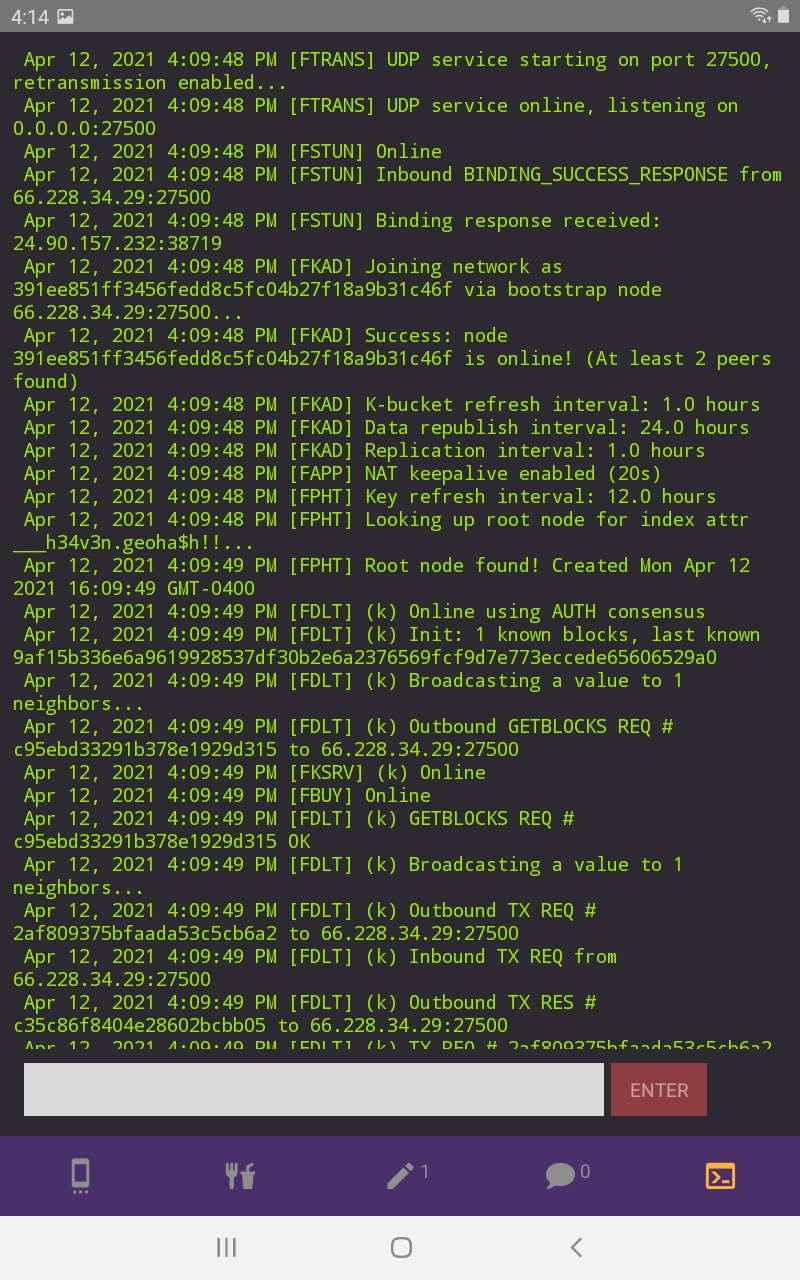 4:14
Apr 12, 2021 4:09:48 PM [FTRANS] UDP service starting on port 27500,
retransmission enabled...
Apr 12, 2021 4:09:48 PM [FTRANS] UDP service online, listening on
0.0.0.0:27500
Apr 12, 2021 4:09:48 PM [FSTUN] Online
Apr 12, 2021 4:09:48 PM [FSTUN] Inbound BINDING_SUCCESS_RESPONSE from
66.228.34.29:27500
Apr 12, 2021 4:09:48 PM [FSTUN] Binding response received:
24.90.157.232:38719
Apr 12, 2021 4:09:48 PM [FKAD] Joining network as
391ee851ff3456fedd8c5fc04b27f18a9b31c46f via bootstrap node
66.228.34.29:27500...
Apr 12, 2021 4:09:48 PM [FKAD] Success: node
391ee851ff3456fedd8c5fc04b27f18a9b31c46f is online! (At least 2 peers
found)
Apr 12, 2021 4:09:48 PM [FKAD] K-bucket refresh interval: 1.0 hours
Apr 12, 2021 4:09:48 PM [FKAD] Data republish interval: 24.0 hours
Apr 12, 2021 4:09:48 PM [FKAD] Replication interval: 1.0 hours
Apr 12, 2021 4:09:48 PM [FAPP] NAT keepalive enabled (20s)
Apr 12, 2021 4:09:48 PM [FPHT] Key refresh interval: 12.0 hours
Apr 12, 2021 4:09:48 PM [FPHT] Looking up root node for index attr
___h34v3n.geoha$h!!...
Apr 12, 2021 4:09:49 PM [FPHT] Root node found! Created Mon Apr 12
2021 16:09:49 GMT-0400
Apr 12, 2021 4:09:49 PM [FDLT] (k) Online using AUTH consensus
Apr 12, 2021 4:09:49 PM [FDLT] (k) Init: 1 known blocks, last known
9af15b336e6a9619928537df30b2e6a2376569fcf9d7e773eccede65606529a0
Apr 12, 2021 4:09:49 PM [FDLT] (k) Broadcasting a value to 1
neighbors...
Apr 12, 2021 4:09:49 PM [FDLT] (k) Outbound GETBLOCKS REQ #
c95ebd33291b378e1929d315 to 66.228.34.29:27500
Apr 12, 2021 4:09:49 PM [FKSRV] (k) Online
Apr 12, 2021 4:09:49 PM [FBUY] Online
Apr 12, 2021 4:09:49 PM [FDLT] (k) GETBLOCKS REQ #
c95ebd33291b378e1929d315 OK
Apr 12, 2021 4:09:49 PM [FDLT] (k) Broadcasting a value to 1
neighbors...
Apr 12, 2021 4:09:49 PM [FDLT] (k) Outbound TX REQ #
2af809375bfaada53c5cb6a2 to 66.228.34.29:27500
Apr 12, 2021 4:09:49 PM [FDLT] (k) Inbound TX REQ from
66.228.34.29:27500
Apr 12, 2021 4:09:49 PM [FDLT] (k) Outbound TX RES #
c35c86f8404e28602bcbb05 to 66.228.34.29:27500
Apr 12, 2021 4:09:49 PM [FDLT] (k) TX REQ # 2af809375bfaada53c5cb6a2
ENTER
1
0